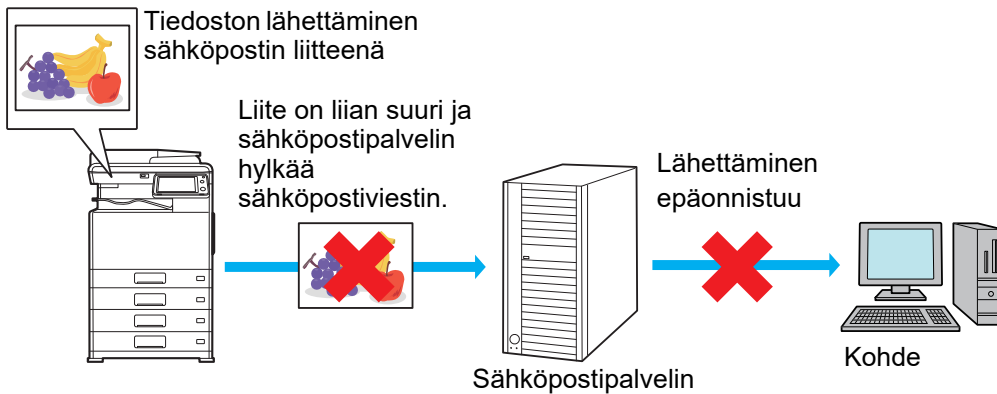 Tiedoston lähettäminen
sähköpostin liitteenä
Liite on liian suuri ja
sähköpostipalvelin
hylkää
sähköpostiviestin.
Lähettäminen
epäonnistuu
Sähköpostipalvelin
Kohde